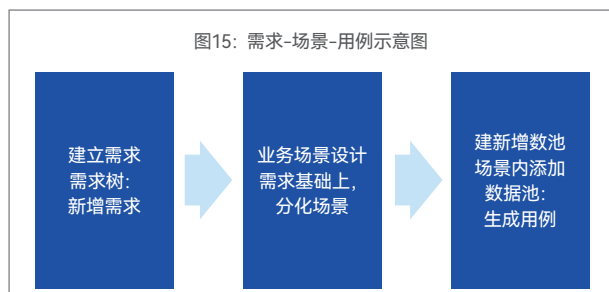 图15：需求-场景-用例示意图
建立需求
需求树：
新增需求
业务场景设计
需求基础上，
分化场景
建新增数池
场景内添加
数据池：
生成用例